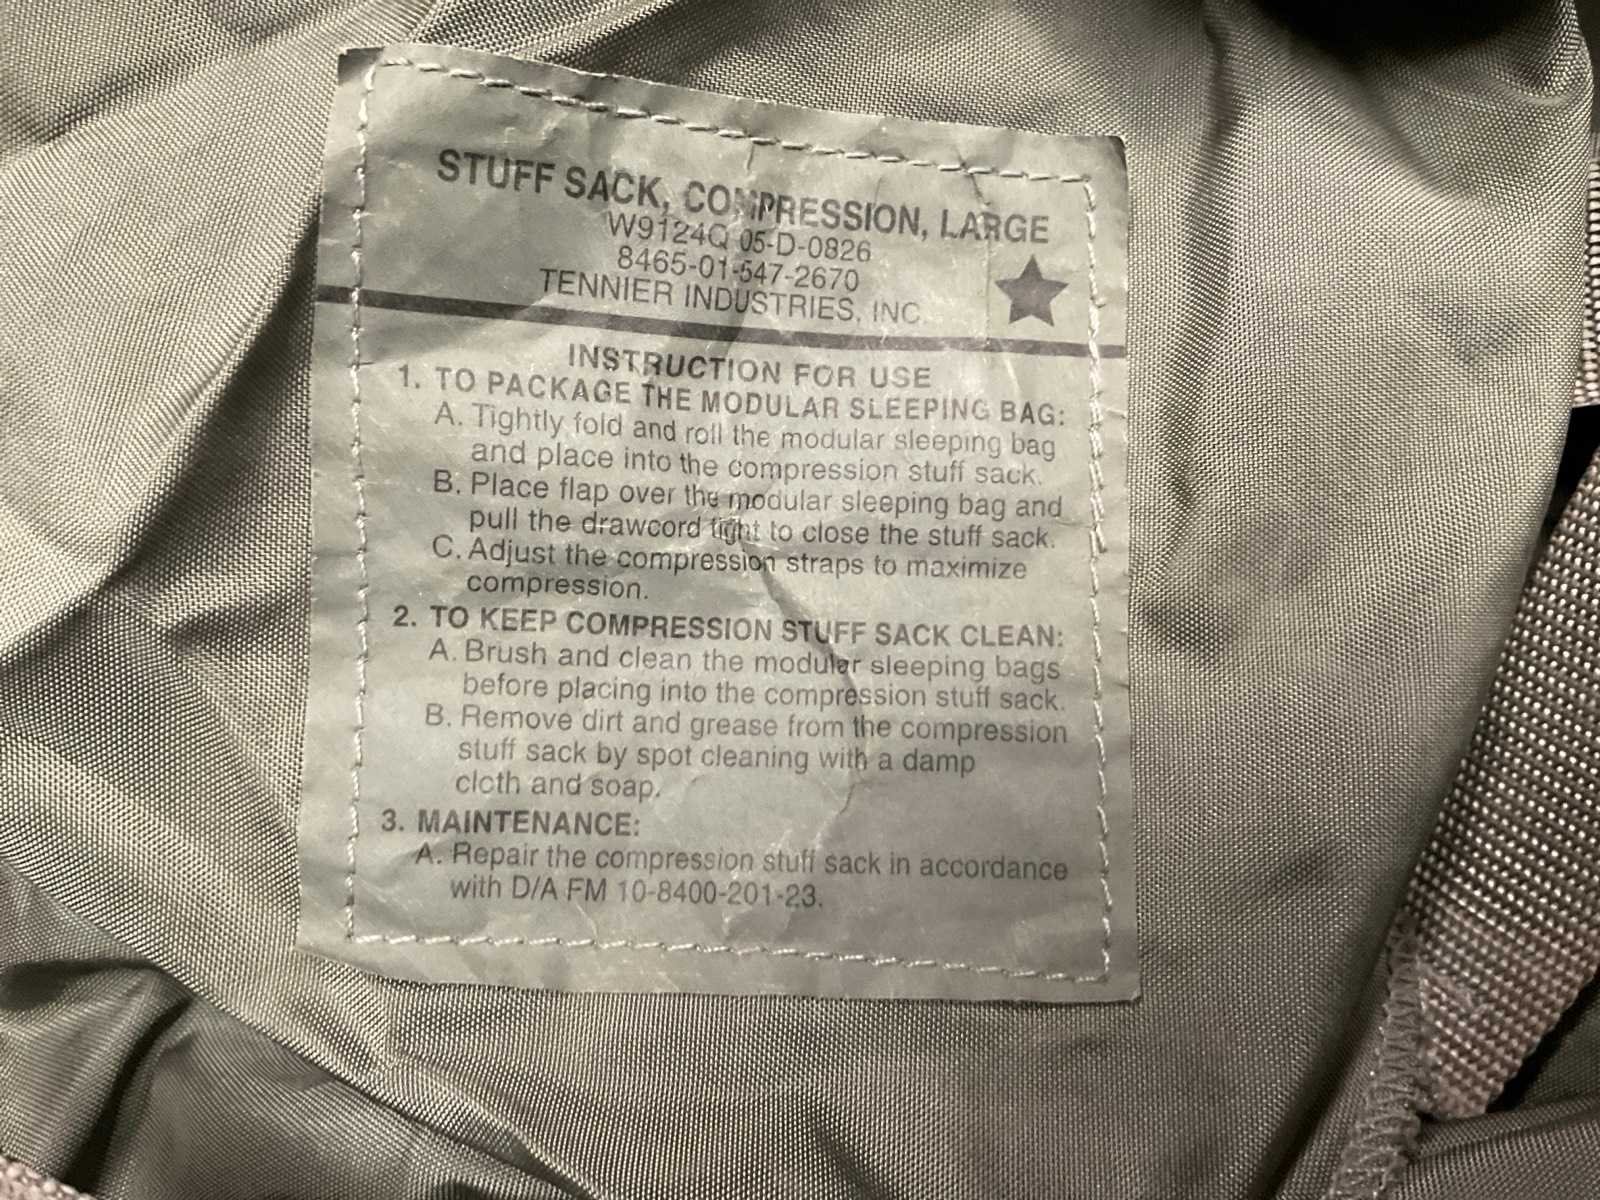 STUFF SACK, COMPRESSION, LARGE
W9124Q 05-D-0826
8465-01-547-2670
TENNIER INDUSTRIES, INC.
INSTRUCTION FOR USE
1. TO PACKAGE THE MODULAR SLEEPING BAG:
A. Tightly fold and roll the modular sleeping bag
and place into the compression stuff sack.
B. Place flap over the modular sleeping bag and
pull the drawcord tight to close the stuff sack.
C. Adjust the compression straps to maximize
compression.
2. TO KEEP COMPRESSION STUFF SACK CLEAN:
A. Brush and clean the modular sleeping bags
before placing into the compression stuff sack.
B. Remove dirt and grease from the compression
stuff sack by spot cleaning with a damp
cloth and soap.
3. MAINTENANCE:
A. Repair the compression stuff sack in accordance
with D/A FM 10-8400-201-23.